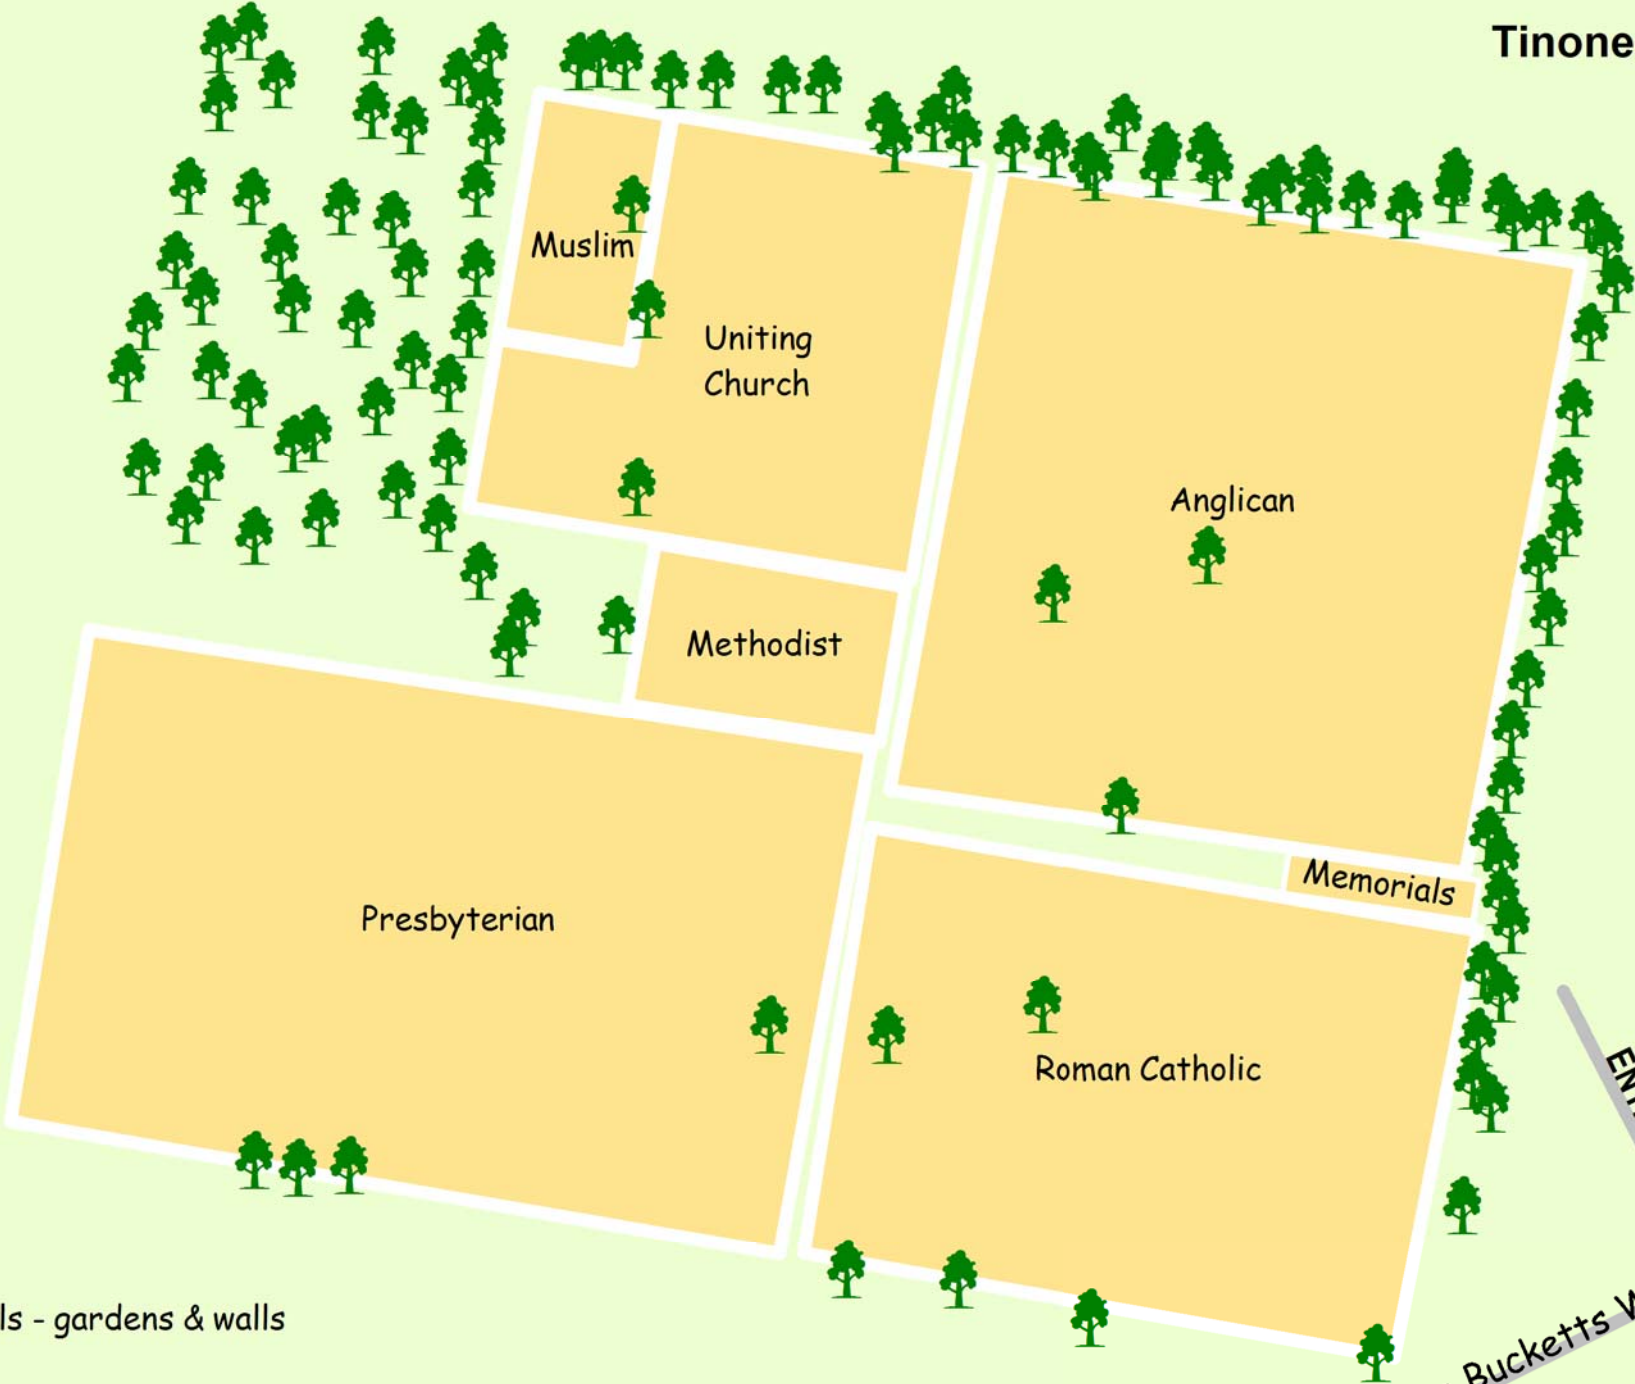 Tinone
Muslim
Uniting
Church
Anglican
Methodist
Memorials
Presbyterian
Roman Catholic
ls - gardens & walls
Bucketts W